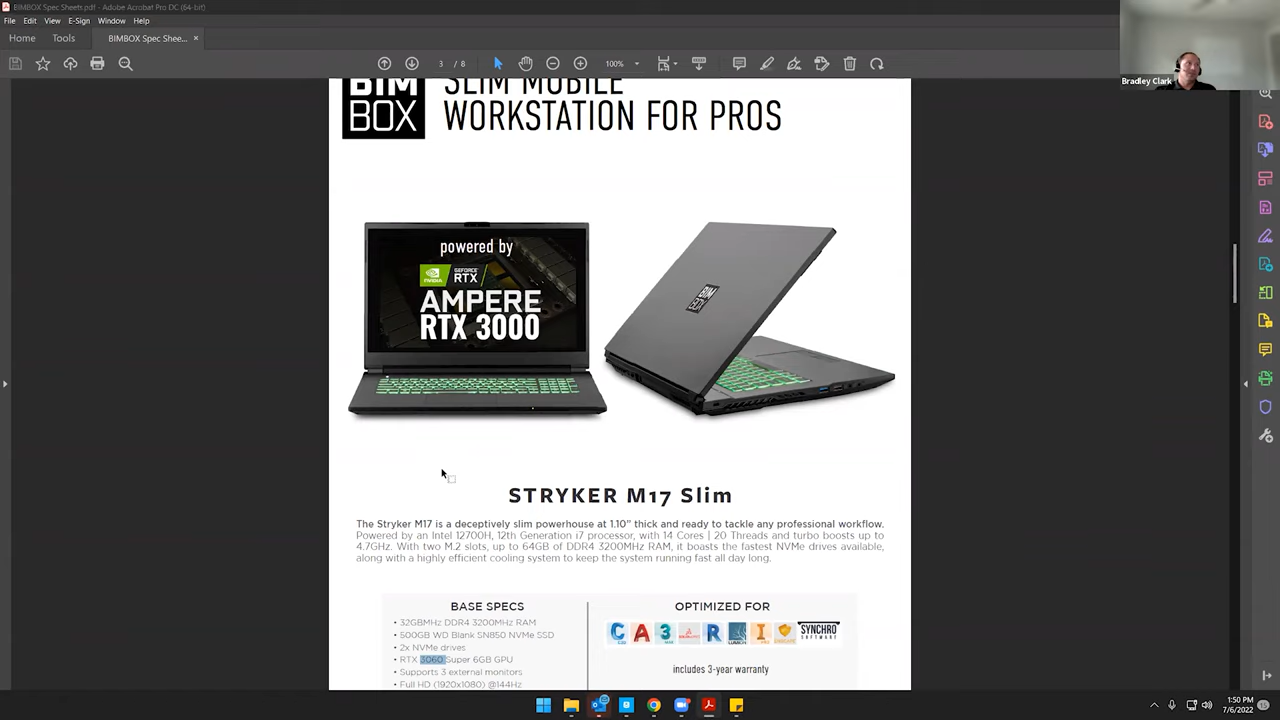 BIMBOX Spec Sheets.pdf - Adobe Acrobat Pro DC (64-bit)
File Edit View E-Sign Window Help
Home Tools BIMBOX Spec Shee... ×
3 / 8 100%
Bradley Clark
BIM BOX
SLIM MOBILE
WORKSTATION FOR PROS
powered by
NVIDIA GEFORCE RTX
AMPERE
RTX 3000
BIM BOX
STRYKER M17 Slim
The Stryker M17 is a deceptively slim powerhouse at 1.10" thick and ready to tackle any professional workflow.
Powered by an Intel 12700H, 12th Generation i7 processor, with 14 Cores | 20 Threads and turbo boosts up to
4.7GHz. With two M.2 slots, up to 64GB of DDR4 3200MHz RAM, it boasts the fastest NVMe drives available,
along with a highly efficient cooling system to keep the system running fast all day long.
BASE SPECS
• 32GBMHz DDR4 3200MHz RAM
• 500GB WD Blank SN850 NVMe SSD
• 2x NVMe drives
• RTX 3060 Super 6GB GPU
• Supports 3 external monitors
• Full HD (1920x1080) @144Hz
OPTIMIZED FOR
C A 3 R I SYNCHRO SOFTWARE
includes 3-year warranty
1:50 PM
7/6/2022